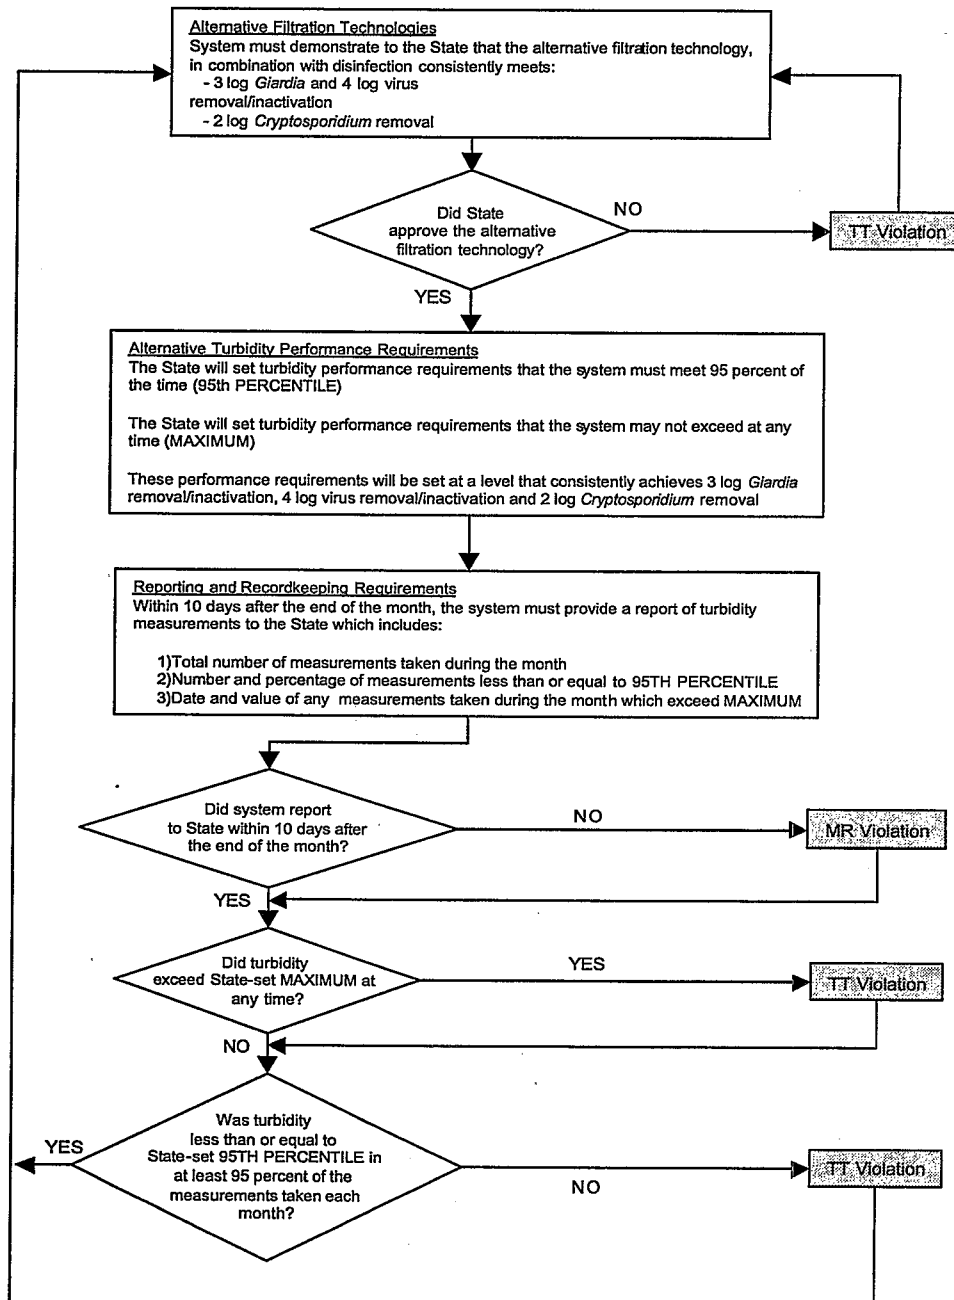 Alternative Filtration Technologies
System must demonstrate to the State that the alternative filtration technology,
in combination with disinfection consistently meets:
- 3 log Giardia and 4 log virus
removal/inactivation
- 2 log Cryptosporidium removal
Did State
approve the alternative
filtration technology?
NO
TT Violation
YES
Alternative Turbidity Performance Requirements
The State will set turbidity performance requirements that the system must meet 95 percent of
the time (95th PERCENTILE)
The State will set turbidity performance requirements that the system may not exceed at any
time (MAXIMUM)
These performance requirements will be set at a level that consistently achieves 3 log Giardia
removal/inactivation, 4 log virus removal/inactivation and 2 log Cryptosporidium removal
Reporting and Recordkeeping Requirements
Within 10 days after the end of the month, the system must provide a report of turbidity
measurements to the State which includes:
1)Total number of measurements taken during the month
2)Number and percentage of measurements less than or equal to 95TH PERCENTILE
3)Date and value of any measurements taken during the month which exceed MAXIMUM
Did system report
to State within 10 days after
the end of the month?
NO
MR Violation
YES
Did turbidity
exceed State-set MAXIMUM at
any time?
YES
TT Violation
NO
Was turbidity
less than or equal to
State-set 95TH PERCENTILE in
at least 95 percent of the
measurements taken each
month?
YES
NO
TT Violation